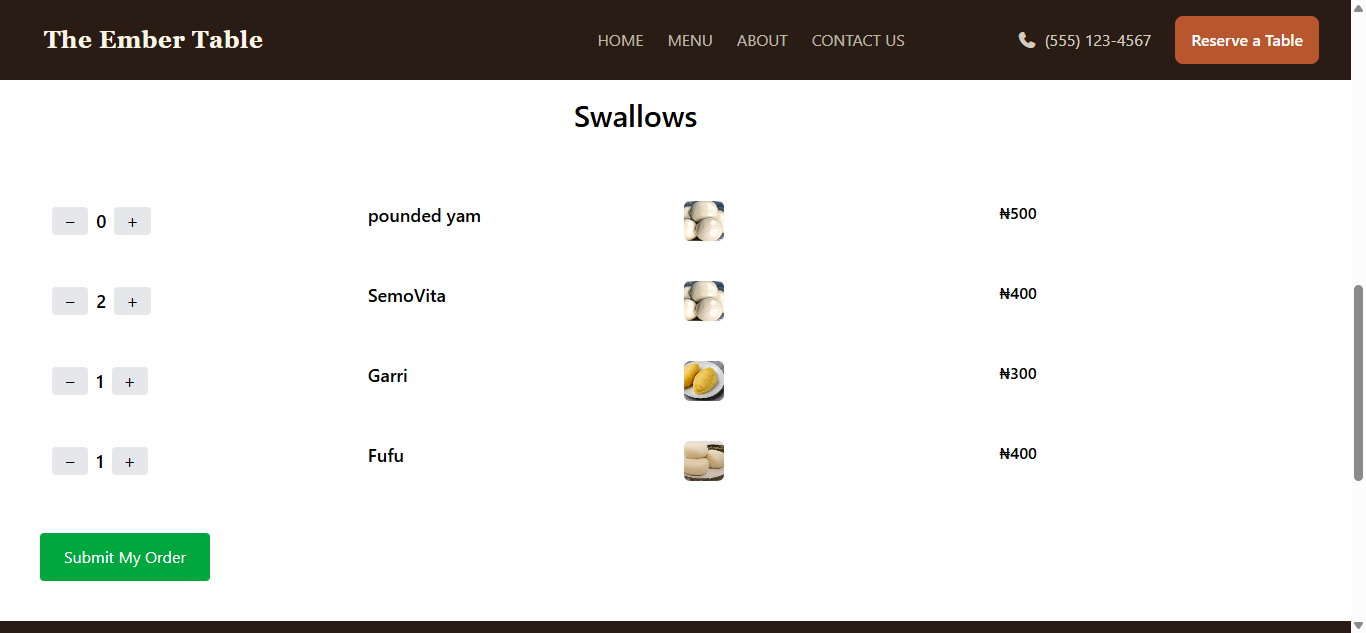 The Ember Table HOME MENU ABOUT CONTACT US (555) 123-4567 Reserve a Table
Swallows
− 0 + pounded yam ₦500
− 2 + SemoVita ₦400
− 1 + Garri ₦300
− 1 + Fufu ₦400
Submit My Order